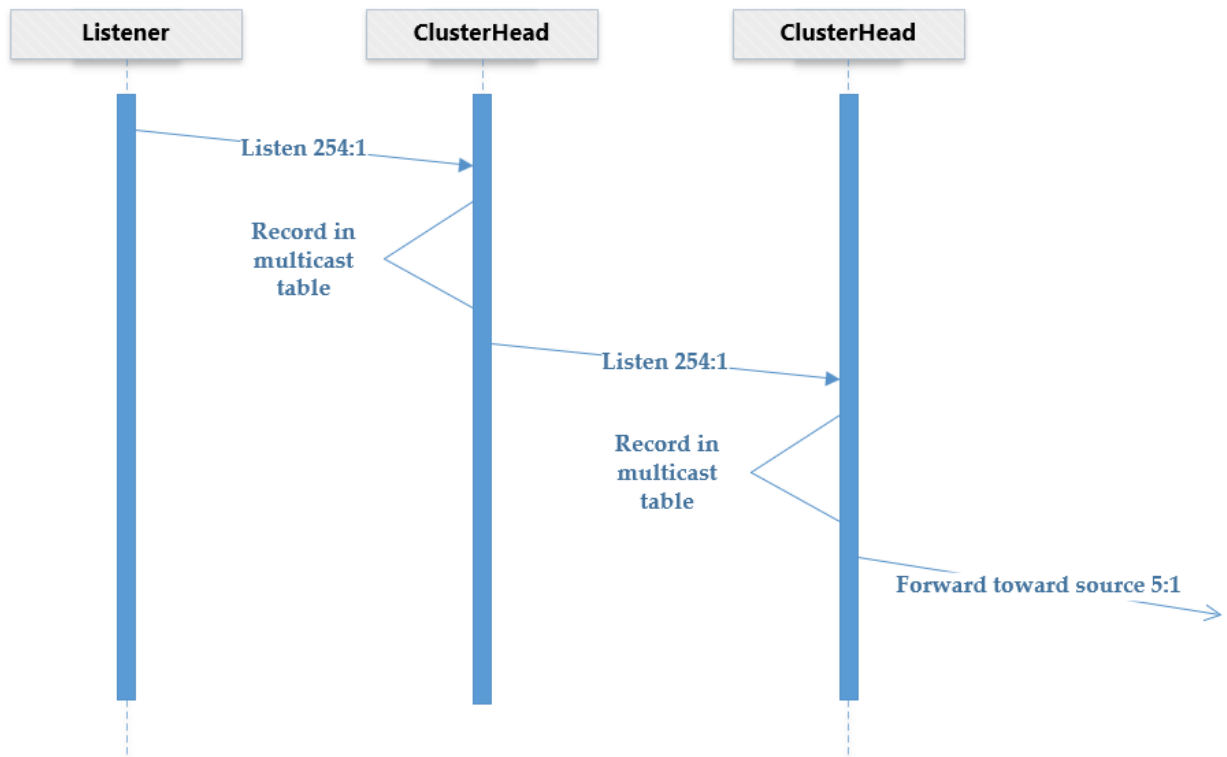 Listener
ClusterHead
ClusterHead
Listen 254:1
Record in
multicast
table
Listen 254:1
Record in
multicast
table
Forward toward source 5:1